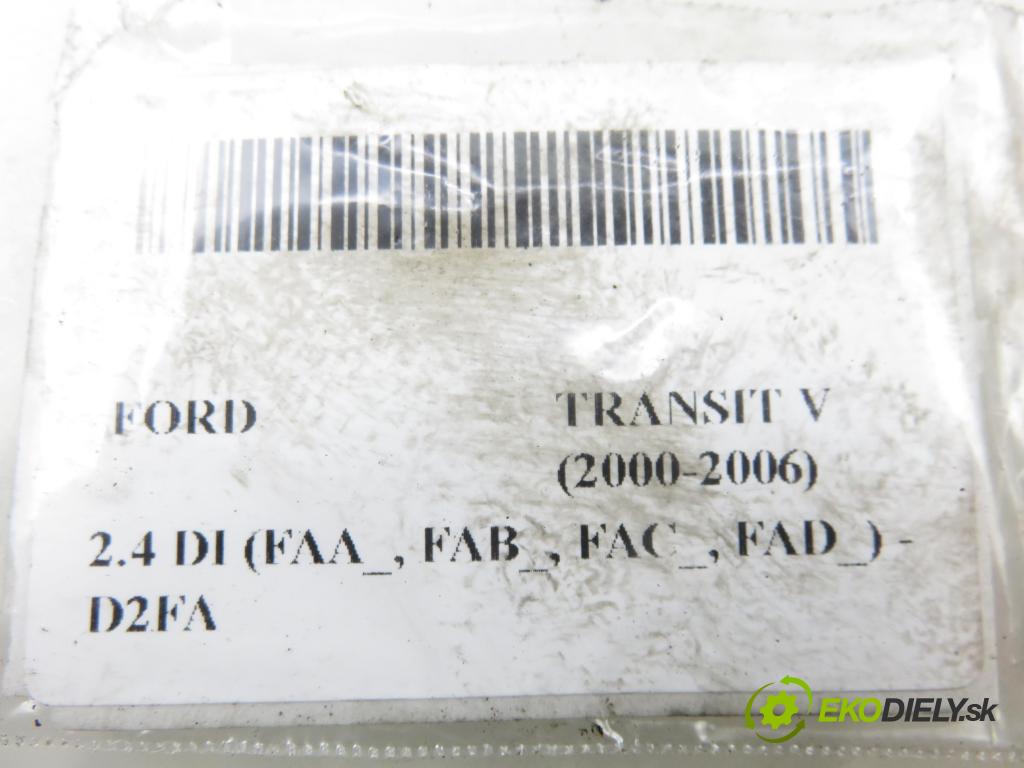 FORD TRANSIT V
(2000-2006)
2.4 DI (FAA_, FAB_, FAC_, FAD_) -
D2FA
EKODIELY.sk